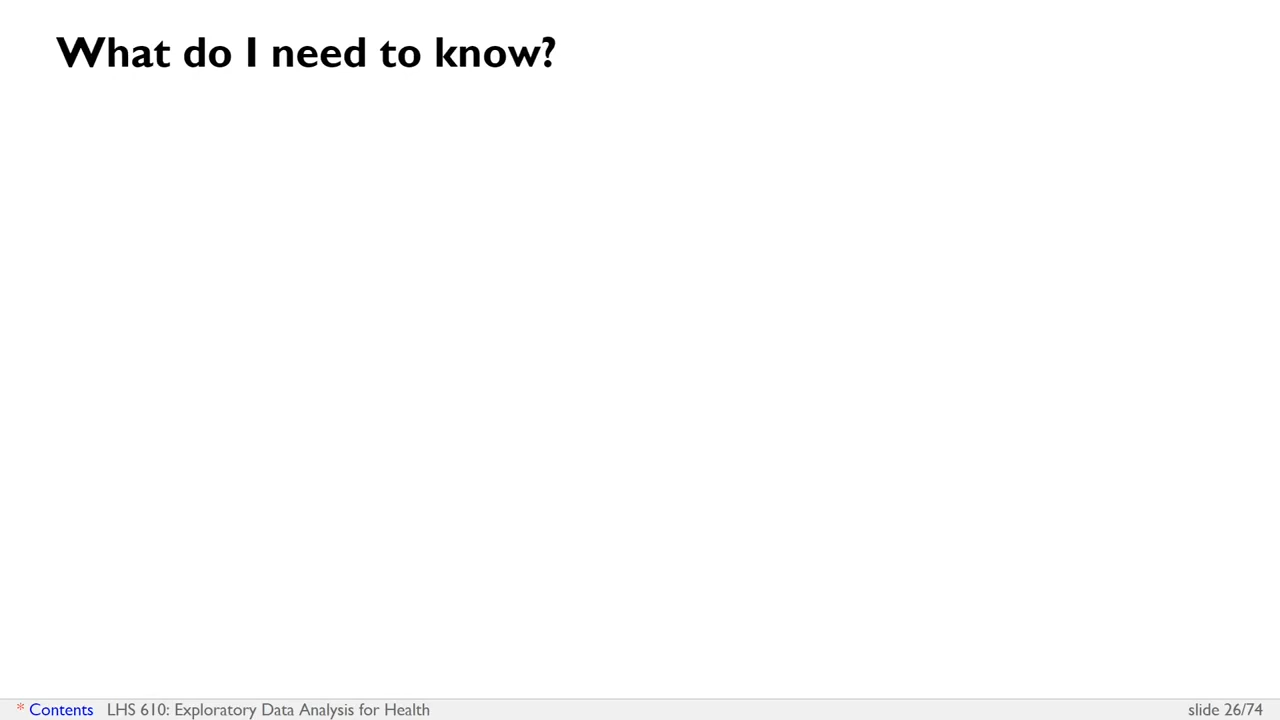 What do I need to know?
* Contents LHS 610: Exploratory Data Analysis for Health slide 26/74